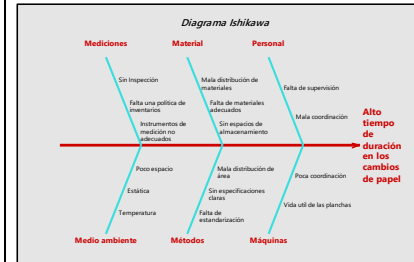 Diagrama Ishikawa
Mediciones
Material
Personal
Sin Inspección
Falta una política de
inventarios
Instrumentos de
medición no
adecuados
Mala distribución de
materiales
Falta de materiales
adecuados
Sin espacios de
almacenamiento
Falta de supervisión
Mala coordinación
Alto
tiempo
de
duración
en los
cambios
de papel
Poco espacio
Estática
Temperatura
Mala distribución de
área
Sin especificaciones
claras
Falta de
estandarización
Poca coordinación
Vida util de las planchas
Medio ambiente
Métodos
Máquinas